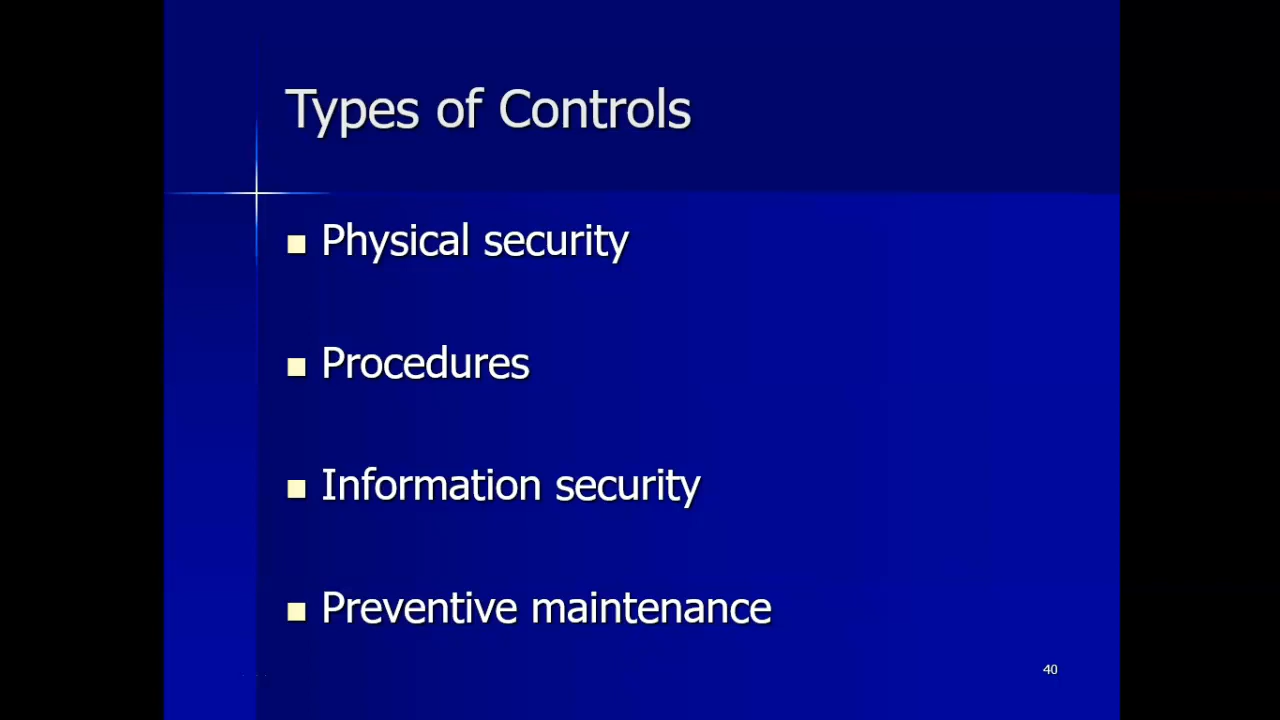 Types of Controls
Physical security
Procedures
Information security
Preventive maintenance
40